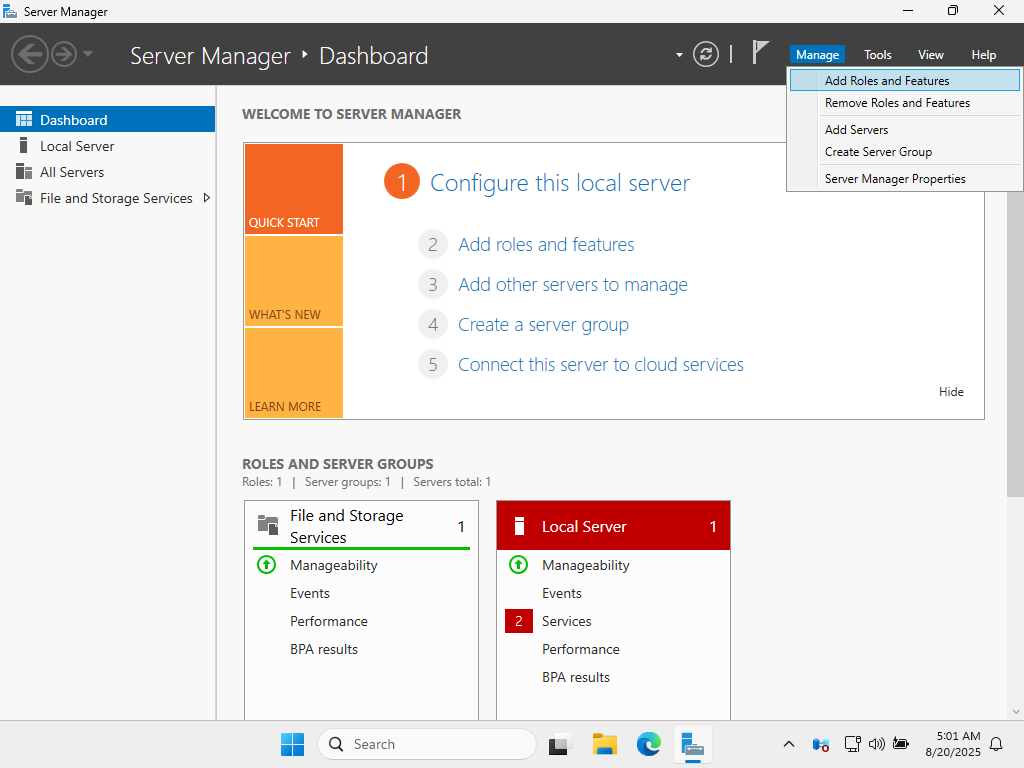 Server Manager
Server Manager ‣ Dashboard
Manage
Tools
View
Help
Add Roles and Features
Remove Roles and Features
Add Servers
Create Server Group
Server Manager Properties
Dashboard
Local Server
All Servers
File and Storage Services
WELCOME TO SERVER MANAGER
QUICK START
WHAT'S NEW
LEARN MORE
1 Configure this local server
2 Add roles and features
3 Add other servers to manage
4 Create a server group
5 Connect this server to cloud services
Hide
ROLES AND SERVER GROUPS
Roles: 1 | Server groups: 1 | Servers total: 1
File and Storage
Services
1
Manageability
Events
Performance
BPA results
Local Server 1
Manageability
Events
2 Services
Performance
BPA results
Search
5:01 AM
8/20/2025